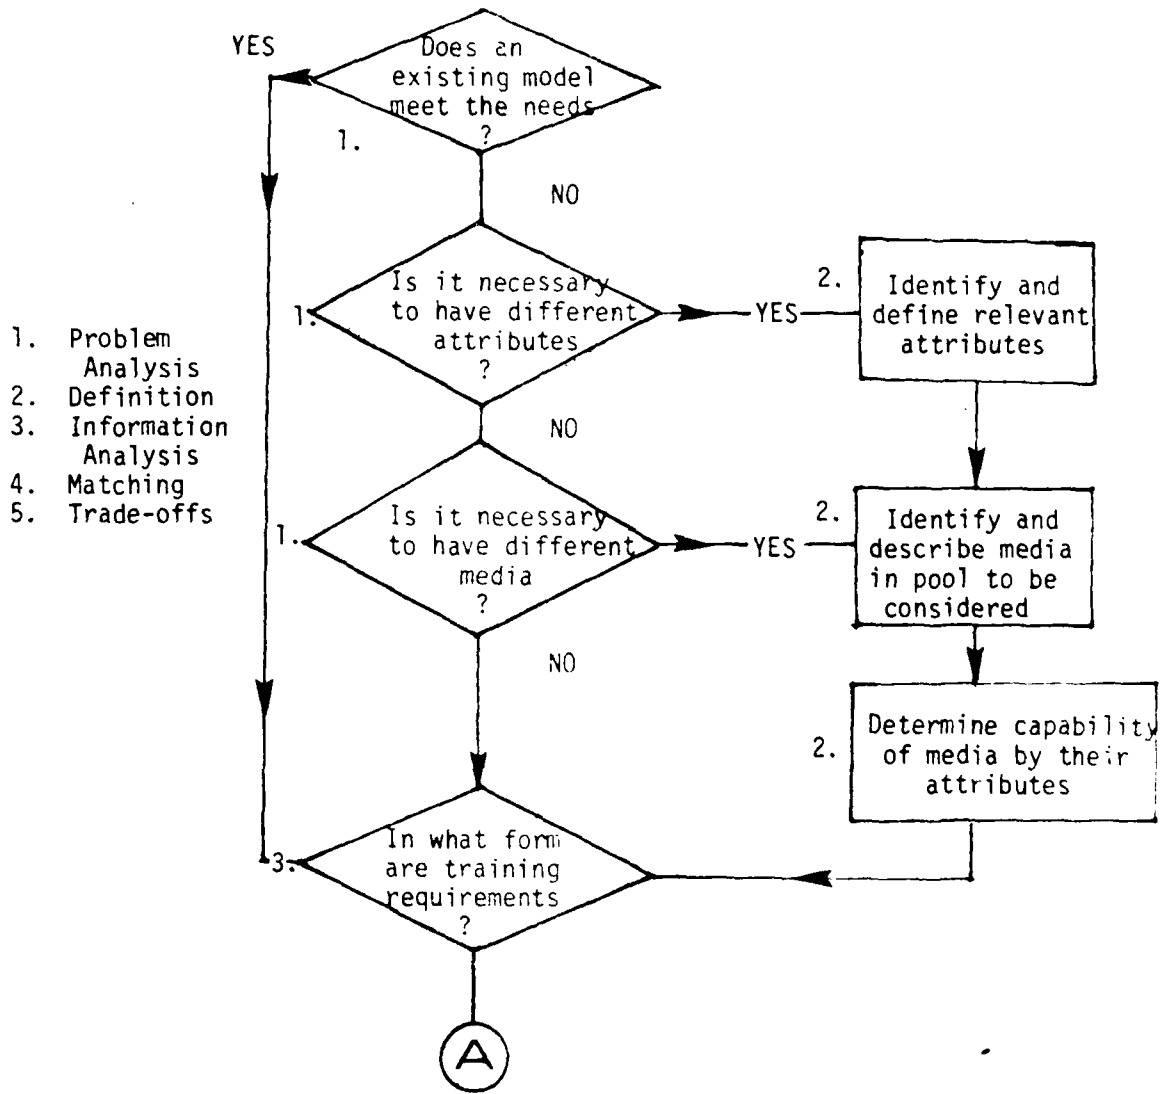 YES
Does an
existing model
meet the needs
?
1.
NO
Is it necessary
to have different
attributes
?
1.
YES
2.
Identify and
define relevant
attributes
NO
1. Problem
Analysis
2. Definition
3. Information
Analysis
4. Matching
5. Trade-offs
Is it necessary
to have different
media
?
1.
YES
2.
Identify and
describe media
in pool to be
considered
NO
2.
Determine capability
of media by their
attributes
In what form
are training
requirements
?
3.
A